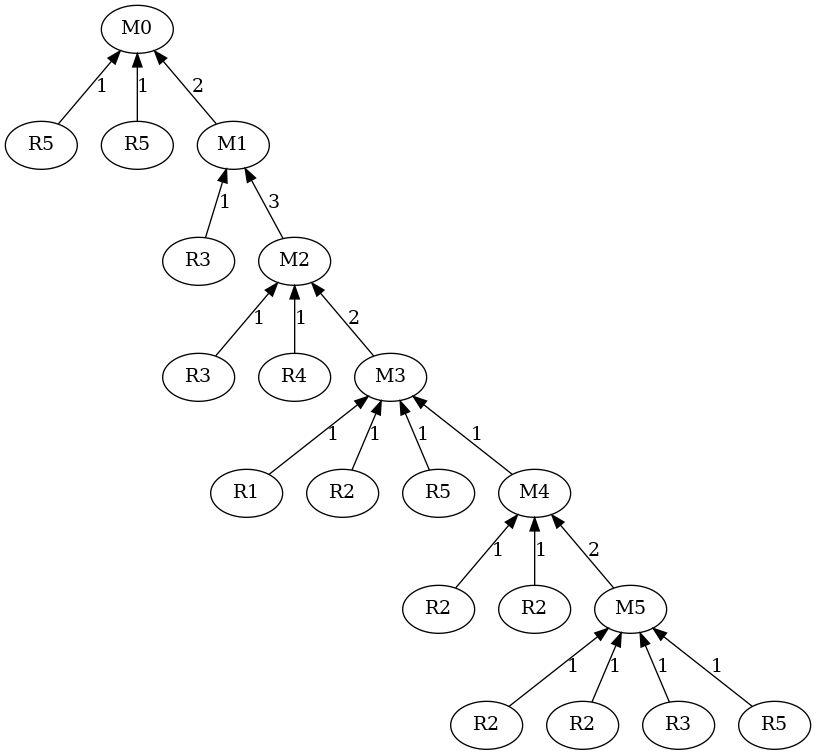 M0
1 1 2
R5 R5 M1
1 3
R3 M2
1 1 2
R3 R4 M3
1 1 1 1
R1 R2 R5 M4
1 1 2
R2 R2 M5
1 1 1 1
R2 R2 R3 R5